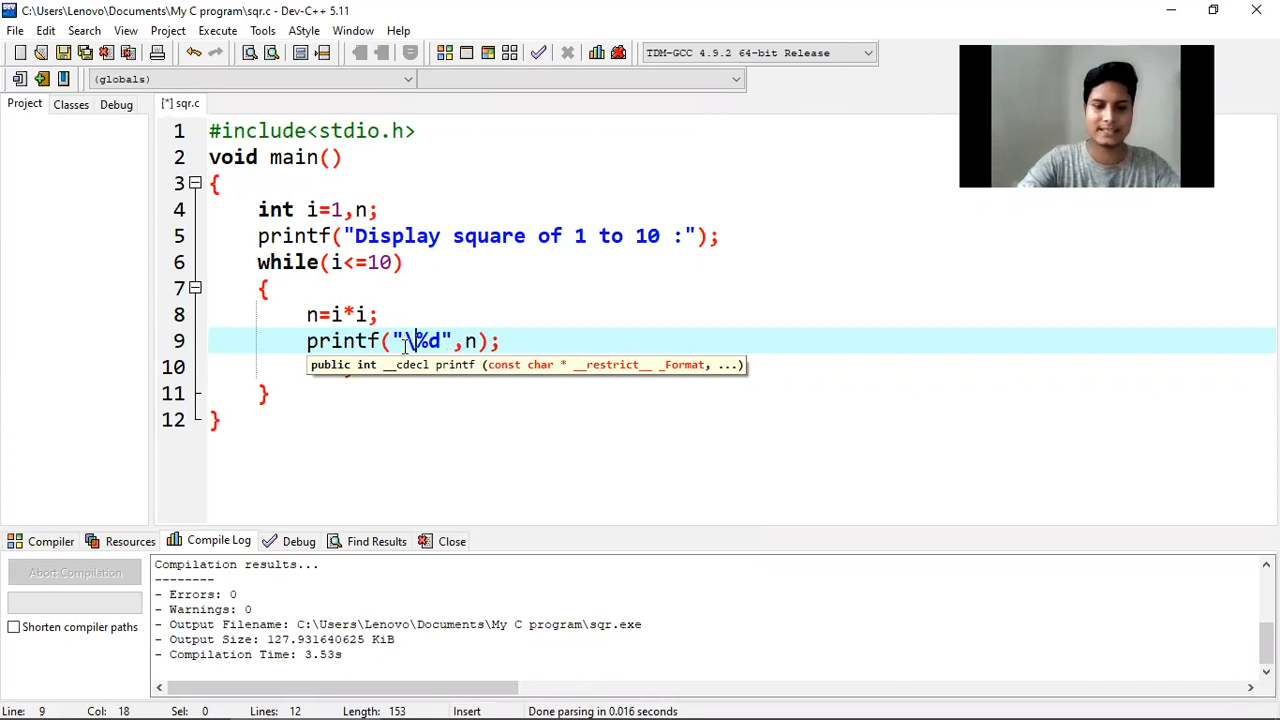 C:\Users\Lenovo\Documents\My C program\sqr.c - Dev-C++ 5.11
File Edit Search View Project Execute Tools AStyle Window Help
TDM-GCC 4.9.2 64-bit Release
(globals)
Project Classes Debug [*] sqr.c
1 #include<stdio.h>
2 void main()
3 {
4 int i=1,n;
5 printf("Display square of 1 to 10 :");
6 while(i<=10)
7 {
8 n=i*i;
9 printf("\%d",n);
public int __cdecl printf (const char * __restrict__ _Format, ...)
10
11 }
12 }
Compiler Resources Compile Log Debug Find Results Close
Abort Compilation
Shorten compiler paths
Compilation results...
--------
- Errors: 0
- Warnings: 0
- Output Filename: C:\Users\Lenovo\Documents\My C program\sqr.exe
- Output Size: 127.931640625 KiB
- Compilation Time: 3.53s
Line: 9 Col: 18 Sel: 0 Lines: 12 Length: 153 Insert Done parsing in 0.016 seconds